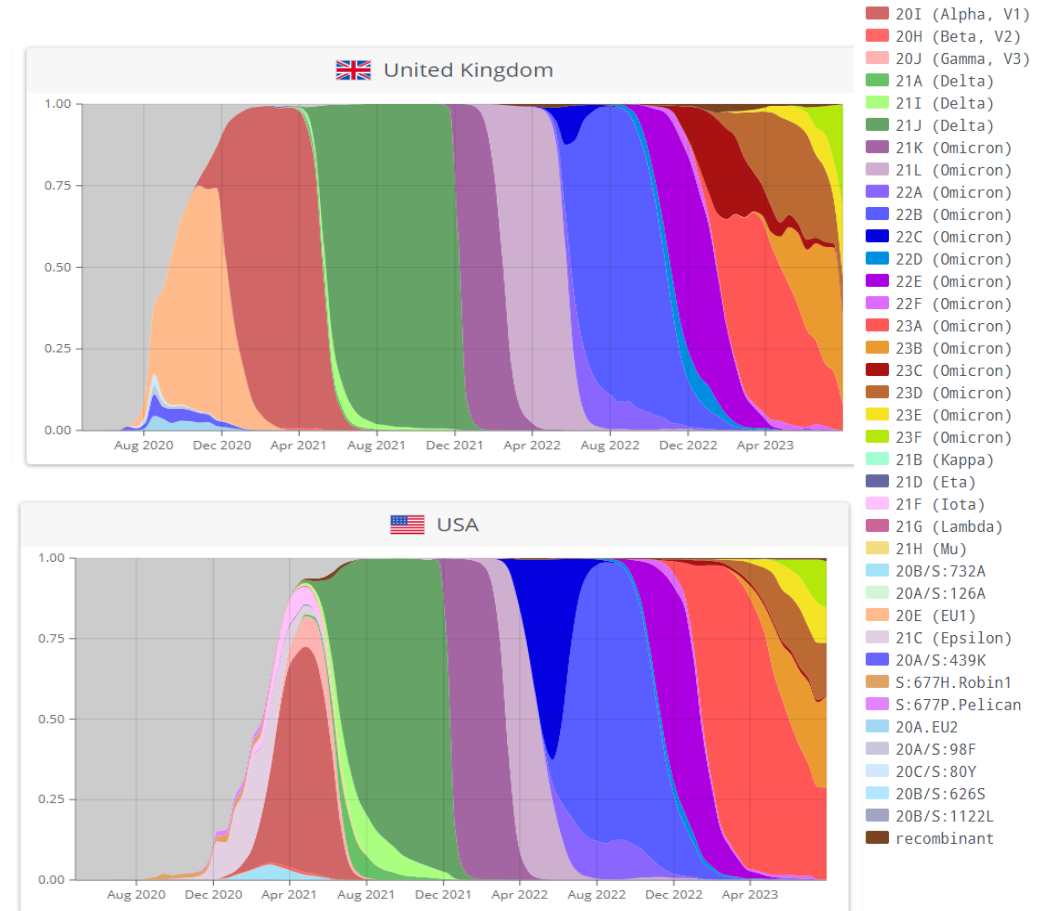 United Kingdom
1.00
0.75
0.50
0.25
0.00
Aug 2020 Dec 2020 Apr 2021 Aug 2021 Dec 2021 Apr 2022 Aug 2022 Dec 2022 Apr 2023
USA
1.00
0.75
0.50
0.25
0.00
Aug 2020 Dec 2020 Apr 2021 Aug 2021 Dec 2021 Apr 2022 Aug 2022 Dec 2022 Apr 2023
20I (Alpha, V1)
20H (Beta, V2)
20J (Gamma, V3)
21A (Delta)
21I (Delta)
21J (Delta)
21K (Omicron)
21L (Omicron)
22A (Omicron)
22B (Omicron)
22C (Omicron)
22D (Omicron)
22E (Omicron)
22F (Omicron)
23A (Omicron)
23B (Omicron)
23C (Omicron)
23D (Omicron)
23E (Omicron)
23F (Omicron)
21B (Kappa)
21D (Eta)
21F (Iota)
21G (Lambda)
21H (Mu)
20B/S:732A
20A/S:126A
20E (EU1)
21C (Epsilon)
20A/S:439K
S:677H.Robin1
S:677P.Pelican
20A.EU2
20A/S:98F
20C/S:80Y
20B/S:626S
20B/S:1122L
recombinant